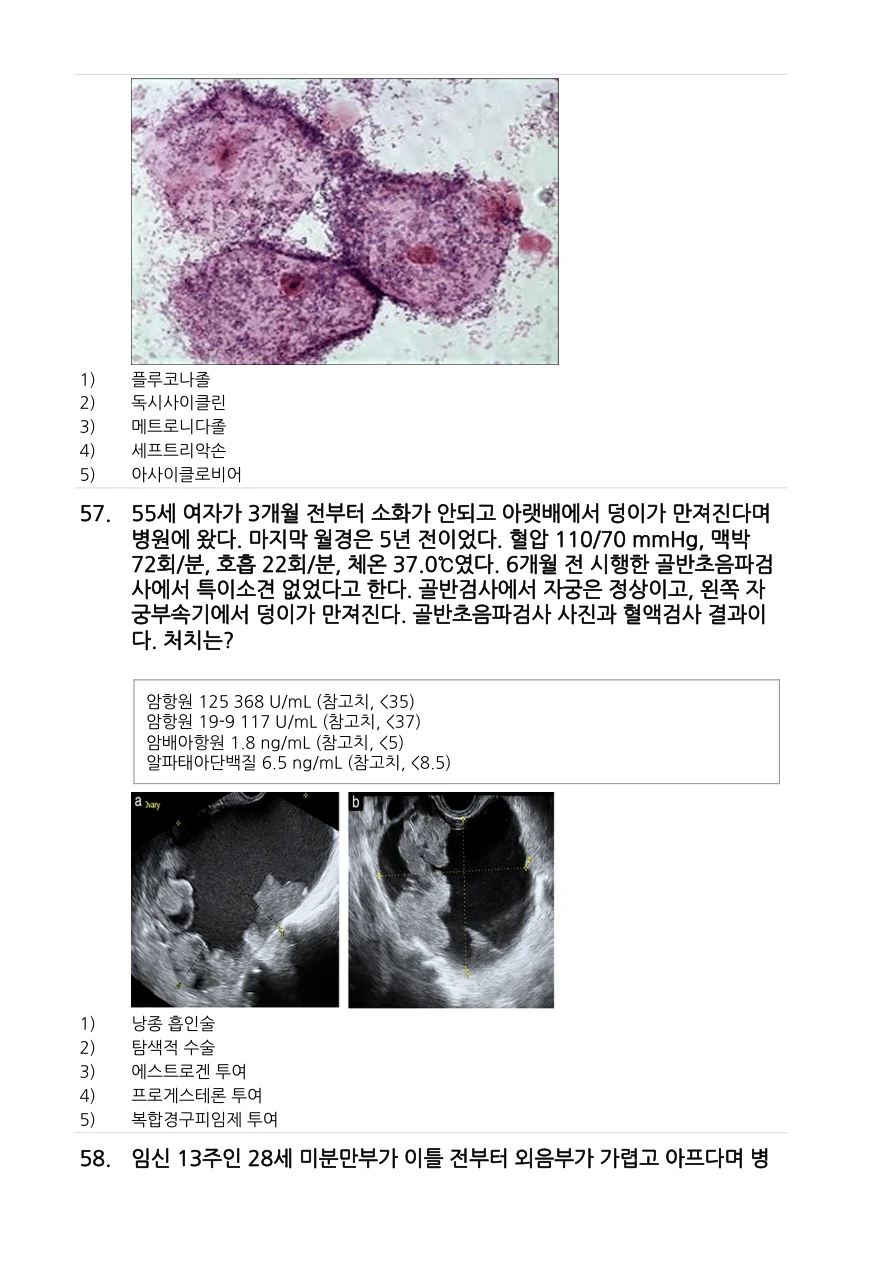 1) 플루코나졸
2) 독시사이클린
3) 메트로니다졸
4) 세프트리악손
5) 아사이클로비어
57. 55세 여자가 3개월 전부터 소화가 안되고 아랫배에서 덩이가 만져진다며
병원에 왔다. 마지막 월경은 5년 전이었다. 혈압 110/70 mmHg, 맥박
72회/분, 호흡 22회/분, 체온 37.0℃였다. 6개월 전 시행한 골반초음파검
사에서 특이소견 없었다고 한다. 골반검사에서 자궁은 정상이고, 왼쪽 자
궁부속기에서 덩이가 만져진다. 골반초음파검사 사진과 혈액검사 결과이
다. 처치는?
암항원 125 368 U/mL (참고치, <35)
암항원 19-9 117 U/mL (참고치, <37)
암배아항원 1.8 ng/mL (참고치, <5)
알파태아단백질 6.5 ng/mL (참고치, <8.5)
a vary b
1) 낭종 흡인술
2) 탐색적 수술
3) 에스트로겐 투여
4) 프로게스테론 투여
5) 복합경구피임제 투여
58. 임신 13주인 28세 미분만부가 이틀 전부터 외음부가 가렵고 아프다며 병